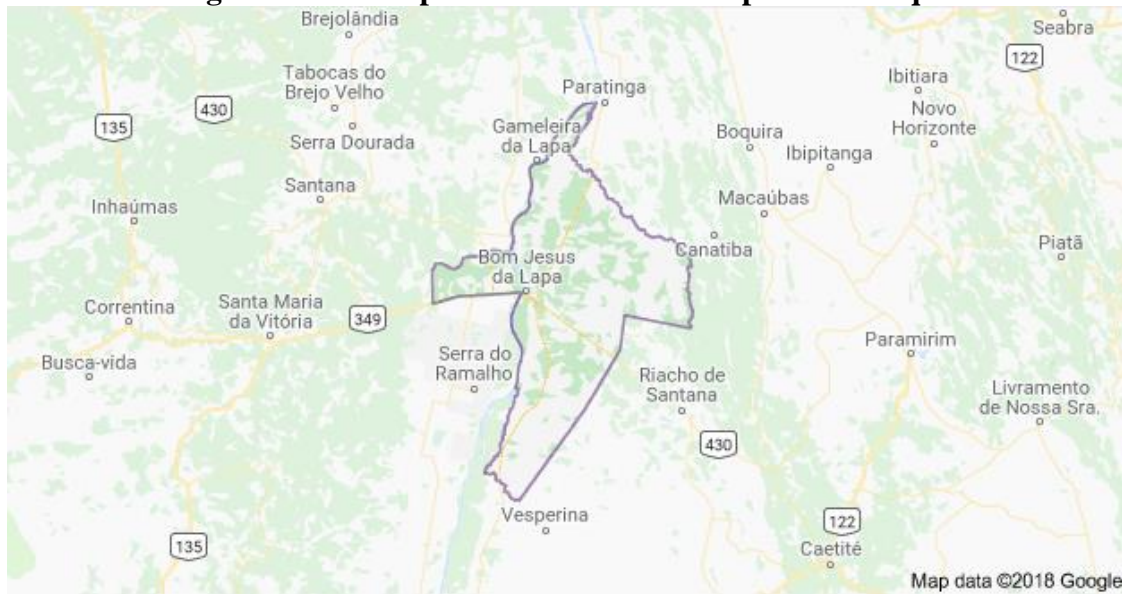 Brejolândia
Seabra
122
Tabocas do
Brejo Velho
Paratinga
Ibitiara
430
Novo
Horizonte
135
Gameleira
da Lapa
Boquira
Serra Dourada
Ibipitanga
Santana
Macaúbas
Inhaúmas
Canatiba
Piatã
Bom Jesus
da Lapa
Correntina
Santa Maria
da Vitória
349
Paramirim
Busca-vida
Serra do
Ramalho
Riacho de
Santana
Livramento
de Nossa Sra.
430
Vesperina
122
135
Caetité
Map data ©2018 Google